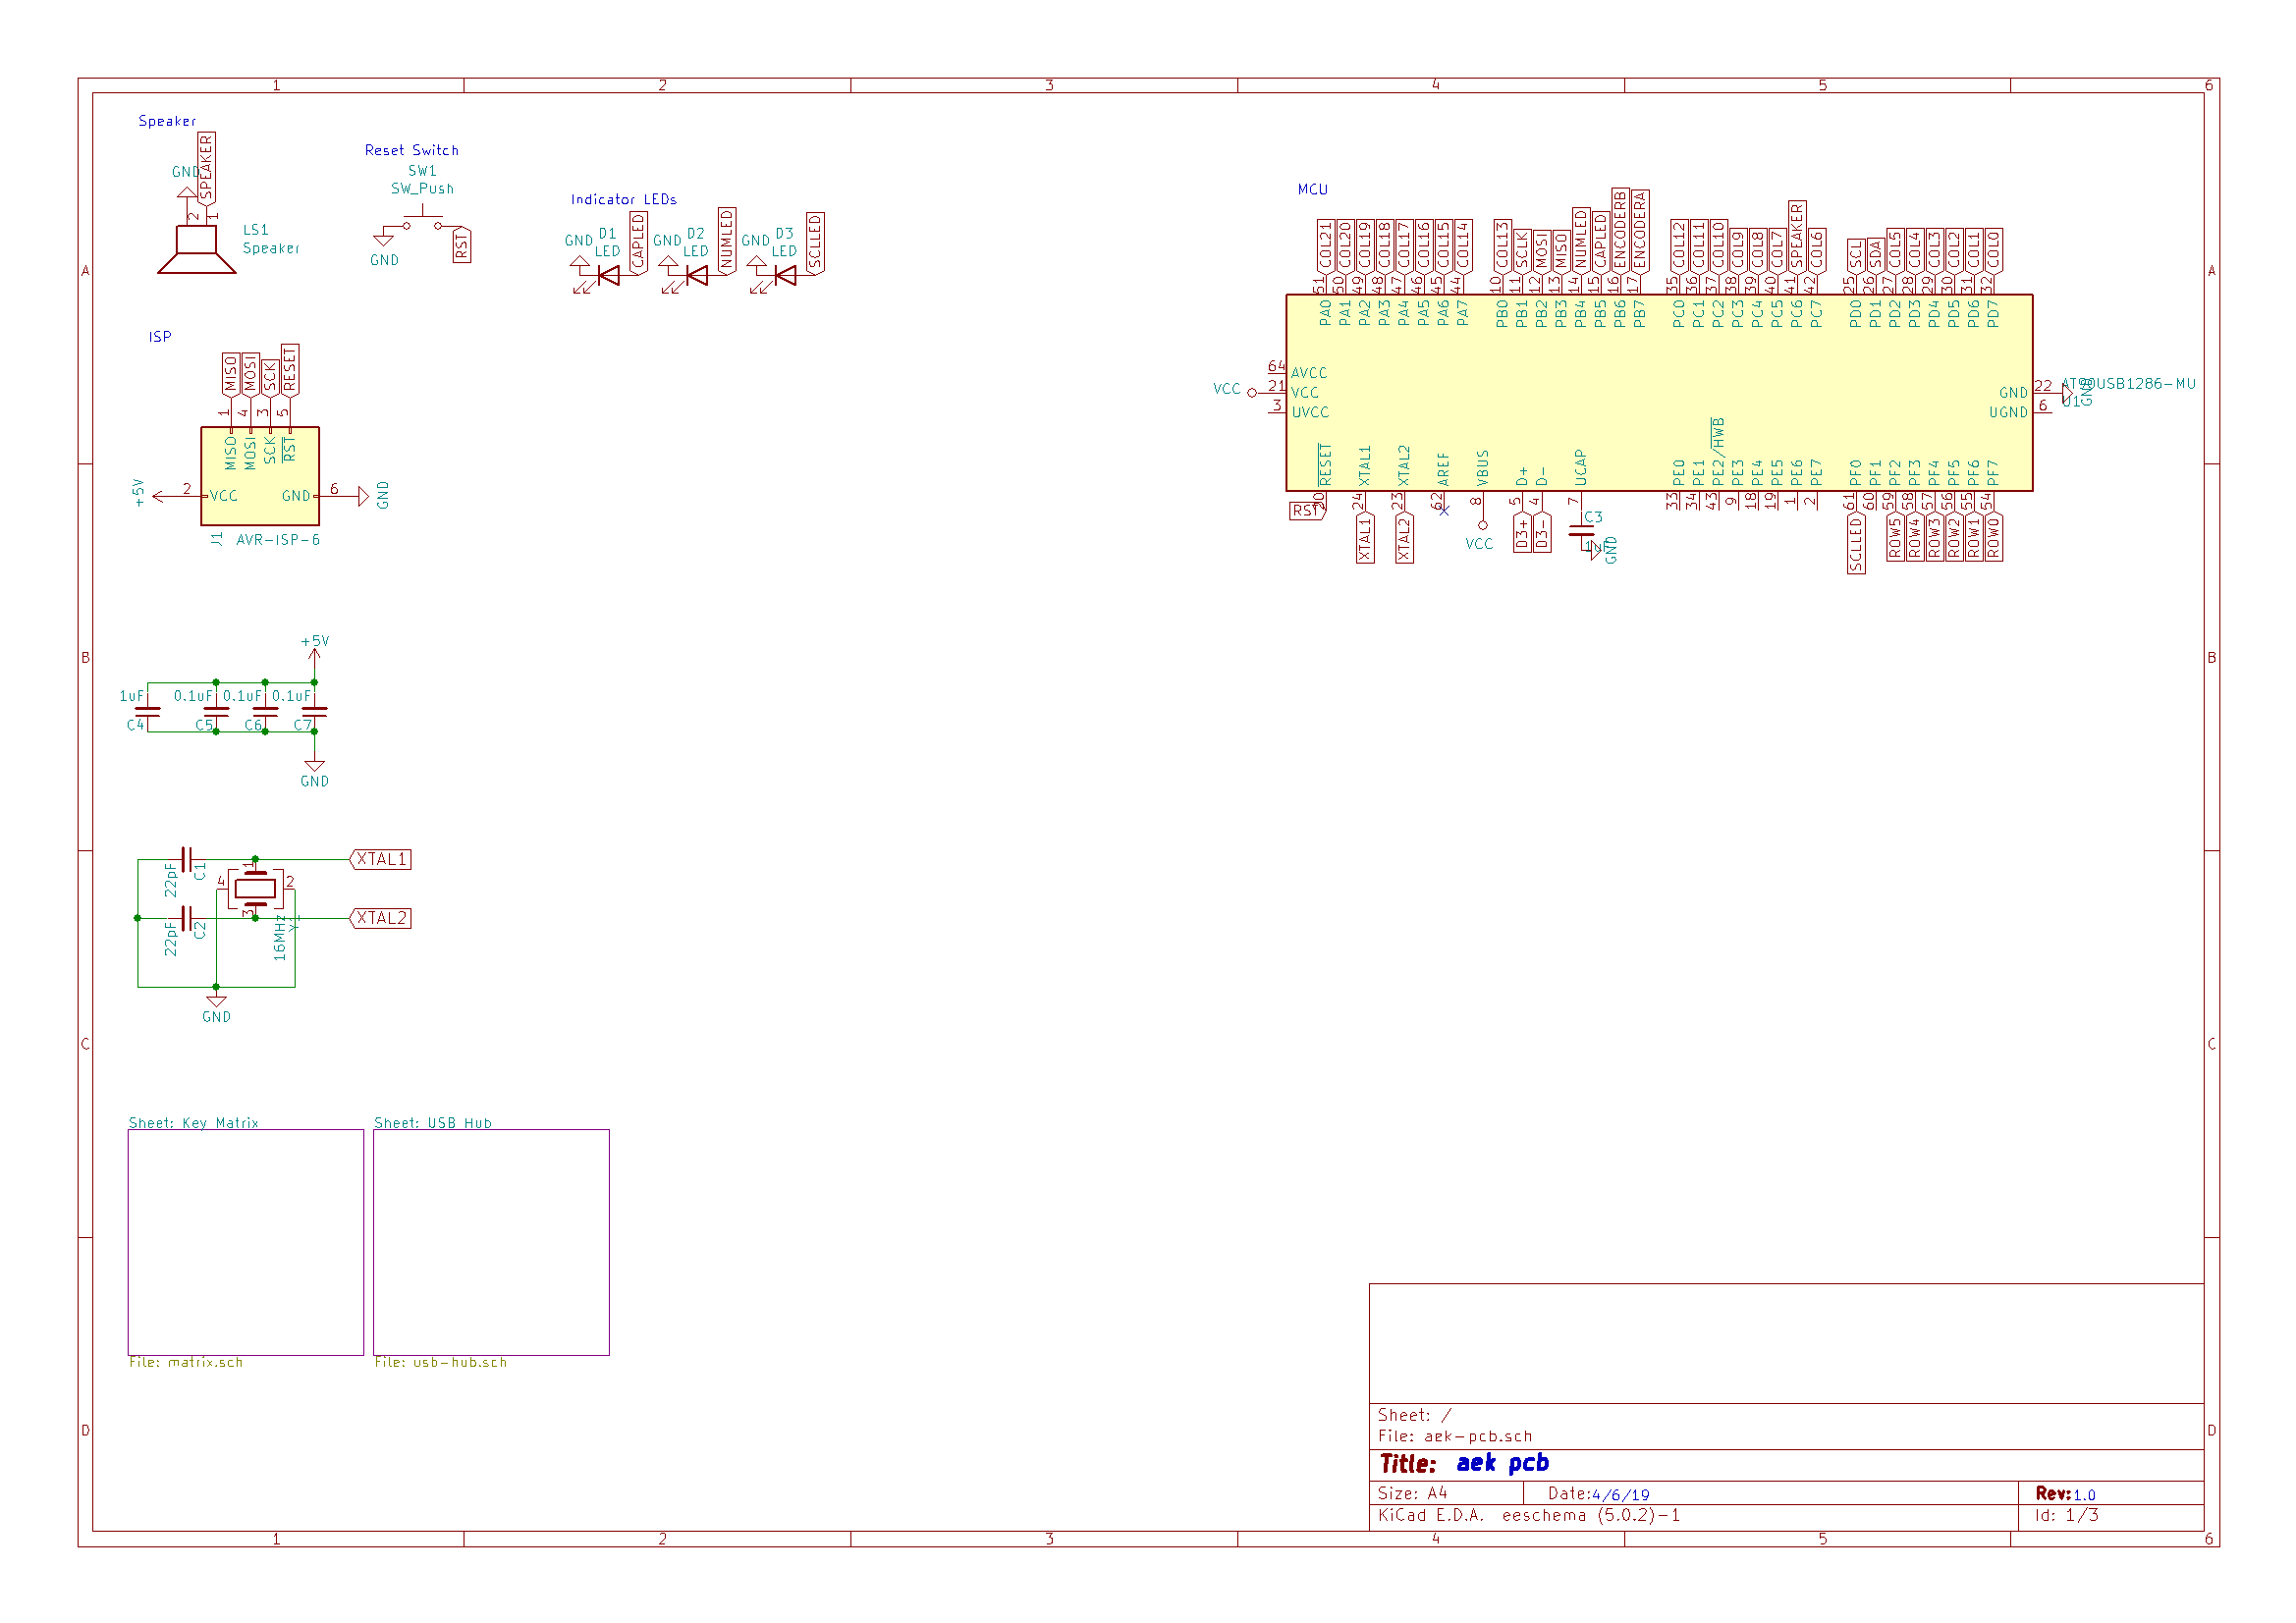 1 2 3 4 5 6
A
B
C
D
A
B
C
D
Speaker
GND
SPEAKER
2 1
LS1
Speaker
Reset Switch
SW1
SW_Push
GND
RST
Indicator LEDs
GND
D1
LED
CAPLED
GND
D2
LED
NUMLED
GND
D3
LED
SCLLED
ISP
MISO MOSI SCK RESET
1 4 3 5
MISO MOSI SCK RST
+5V
2
VCC
GND
6
GND
J1
AVR-ISP-6
+5V
1uF 0.1uF 0.1uF 0.1uF
C4 C5 C6 C7
GND
22pF
C1
22pF
C2
1
4 2
3
16MHz
XTAL1
XTAL2
GND
MCU
COL21 COL20 COL19 COL18 COL17 COL16 COL15 COL14
51 50 49 48 47 46 45 44
PA0 PA1 PA2 PA3 PA4 PA5 PA6 PA7
COL13 SCLK MOSI MISO NUMLED CAPLED ENCODERB ENCODERA
10 11 12 13 14 15 16 17
PB0 PB1 PB2 PB3 PB4 PB5 PB6 PB7
COL12 COL11 COL10 COL9 COL8 COL7 SPEAKER COL6
35 36 37 38 39 40 41 42
PC0 PC1 PC2 PC3 PC4 PC5 PC6 PC7
SCL SDA COL5 COL4 COL3 COL2 COL1 COL0
25 26 27 28 29 30 31 32
PD0 PD1 PD2 PD3 PD4 PD5 PD6 PD7
64
AVCC
VCC
21
VCC
3
UVCC
GND
22
UGND
6
AT90USB1286-MU
U1
GND
RESET XTAL1 XTAL2 AREF VBUS D+ D- UCAP
20 24 23 62 8 5 4 7
RST
XTAL1 XTAL2
VCC
D3+ D3-
C3
1uF
GND
PE0 PE1 PE2/HWB PE3 PE4 PE5 PE6 PE7
33 34 43 9 18 19 1 2
PF0 PF1 PF2 PF3 PF4 PF5 PF6 PF7
61 60 59 58 57 56 55 54
SCLLED ROW5 ROW4 ROW3 ROW2 ROW1 ROW0
Sheet: Key Matrix
File: matrix.sch
Sheet: USB Hub
File: usb-hub.sch
Sheet: /
File: aek-pcb.sch
Title: aek pcb
Size: A4
Date:4/6/19
Rev:1.0
KiCad E.D.A. eeschema (5.0.2)-1
Id: 1/3
1 2 3 4 5 6